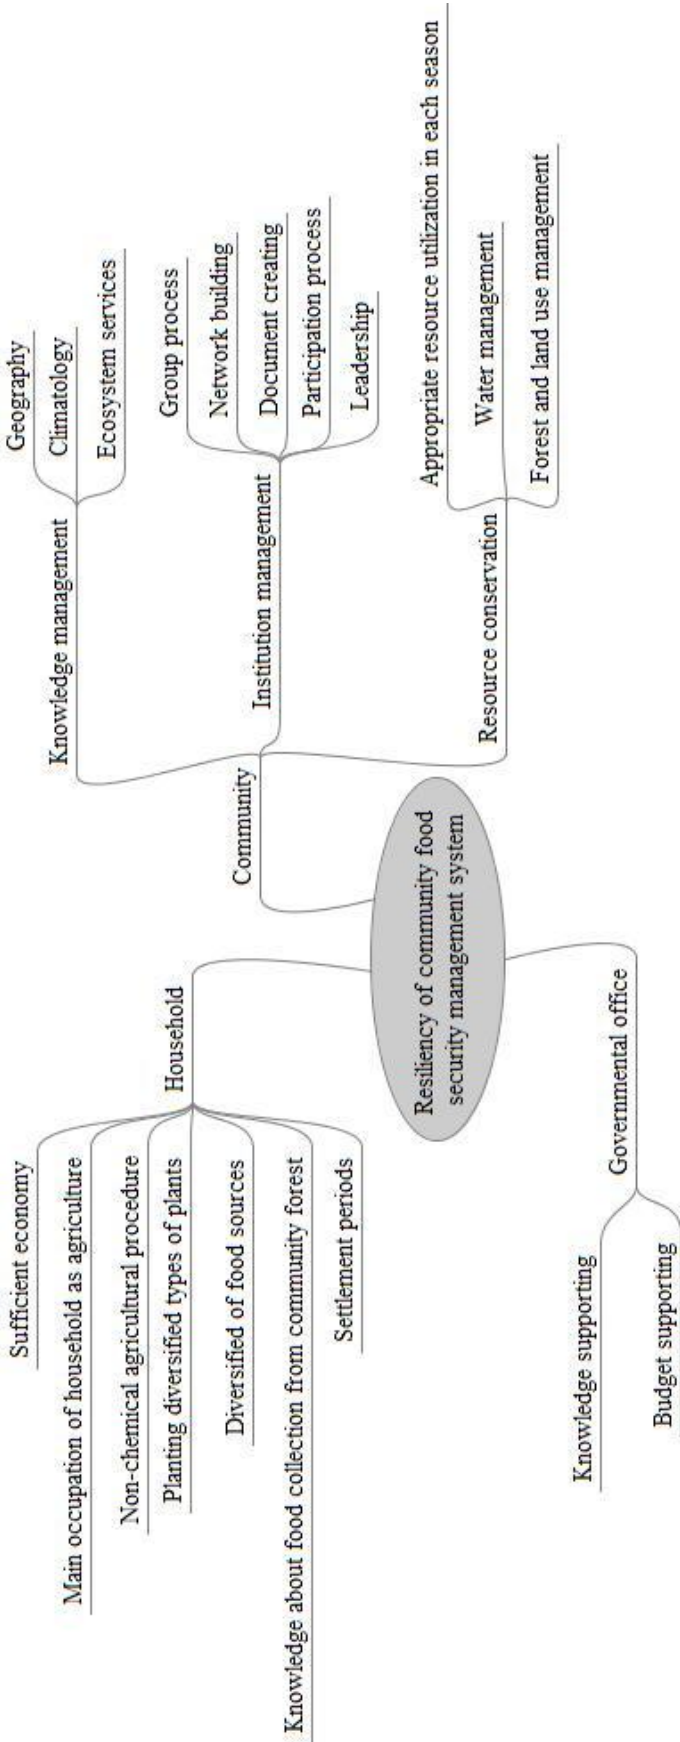 Sufficient economy
Main occupation of household as agriculture
Non-chemical agricultural procedure
Planting diversified types of plants
Diversified of food sources
Knowledge about food collection from community forest
Settlement periods
Household
Resiliency of community food
security management system
Community
Knowledge management
Geography
Climatology
Ecosystem services
Institution management
Group process
Network building
Document creating
Participation process
Leadership
Resource conservation
Appropriate resource utilization in each season
Water management
Forest and land use management
Governmental office
Knowledge supporting
Budget supporting